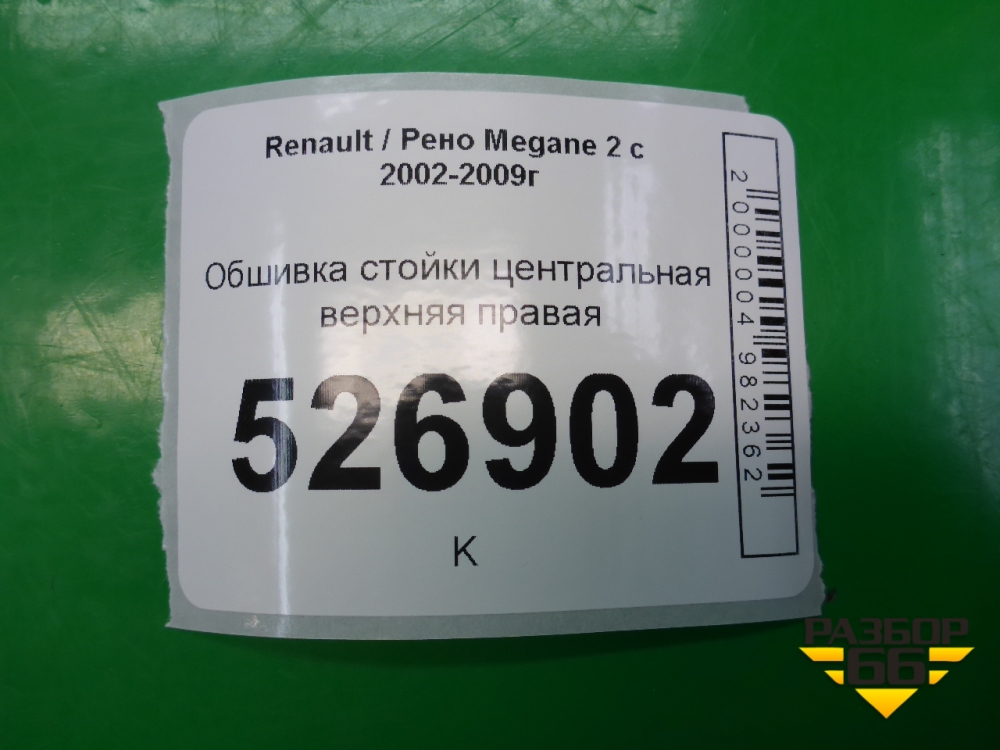 Renault / Рено Megane 2 с
2002-2009г
Обшивка стойки центральная
верхняя правая
526902
К
2000004982362
РАЗБОР
66